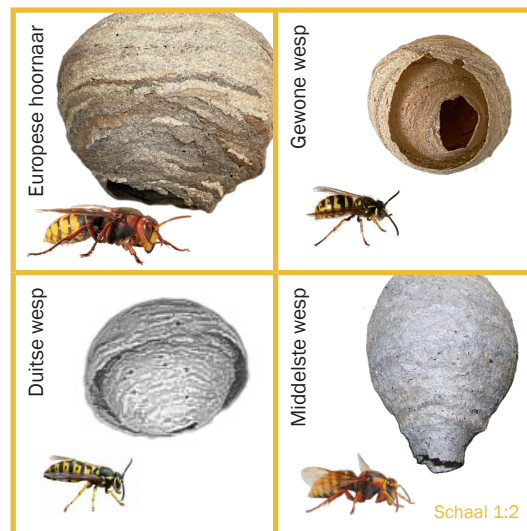 Europese hoornaar
Gewone wesp
Duitse wesp
Middelste wesp
Schaal 1:2